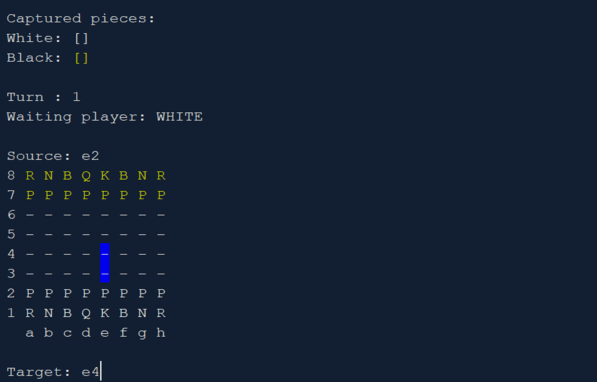 Captured pieces:
White: []
Black: []
Turn : 1
Waiting player: WHITE
Source: e2
8 R N B Q K B N R
7 P P P P P P P P
6 - - - - - - - -
5 - - - - - - - -
4 - - - - - - - -
3 - - - - - - - -
2 P P P P P P P P
1 R N B Q K B N R
a b c d e f g h
Target: e4